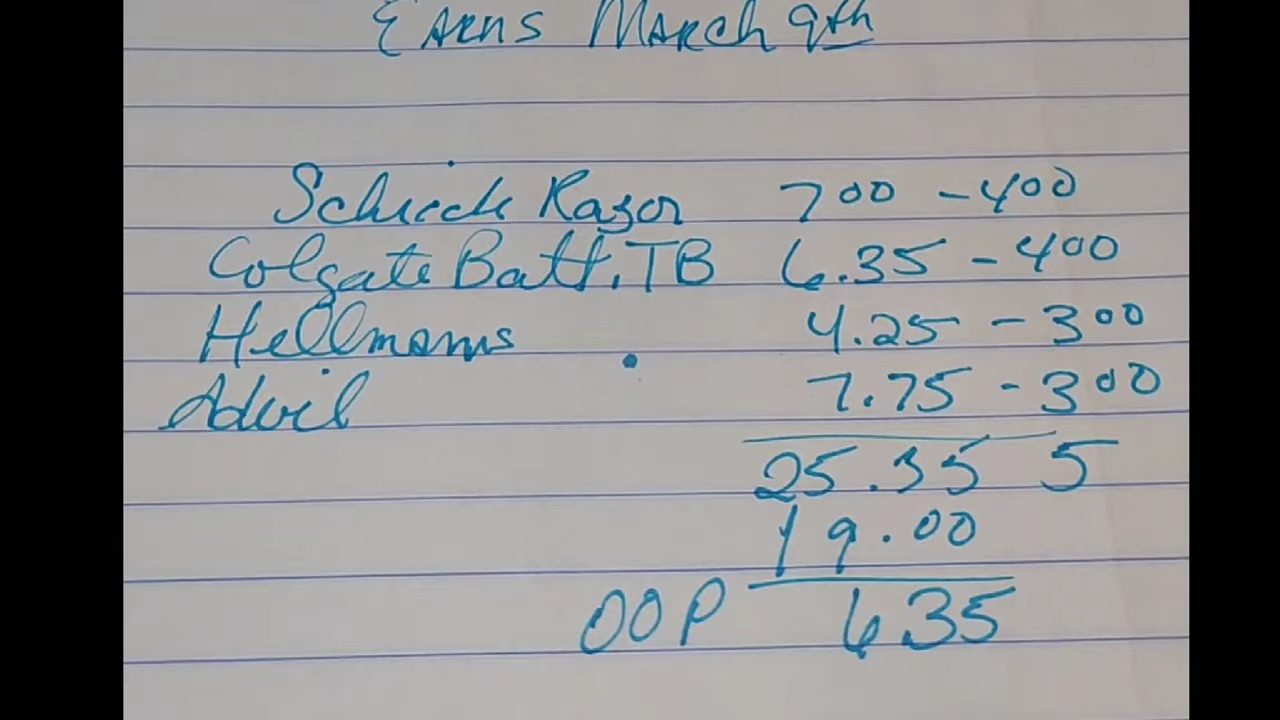 EARNS MARCH 9th
Schick Razor 7 00 - 4 00
Colgate Batt. TB 6.35 - 4 00
Hellmanns 4.25 - 3 00
Advil 7.75 - 3 00
25.35 5
19.00
OOP 6 35